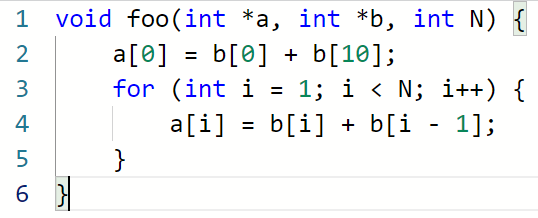 1 void foo(int *a, int *b, int N) {
2     a[0] = b[0] + b[10];
3     for (int i = 1; i < N; i++) {
4         a[i] = b[i] + b[i - 1];
5     }
6 }